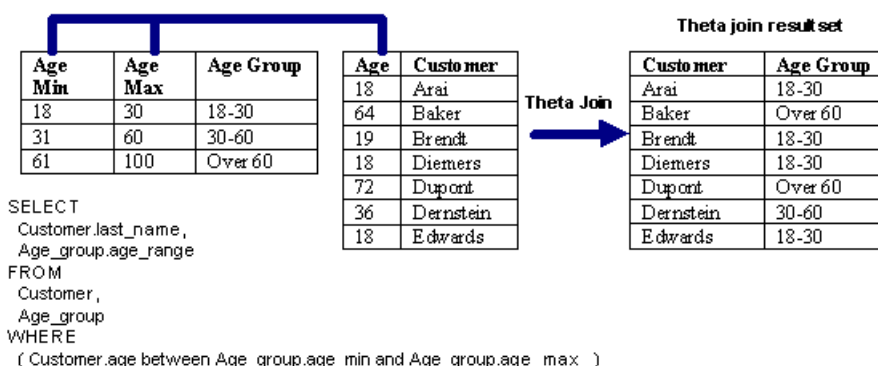 Theta join result set
Age Min Age Max Age Group
18 30 18-30
31 60 30-60
61 100 Over 60
Age Customer
18 Arai
64 Baker
19 Brendt
18 Diemers
72 Dupont
36 Dernstein
18 Edwards
Theta Join
Customer Age Group
Arai 18-30
Baker Over 60
Brendt 18-30
Diemers 18-30
Dupont Over 60
Dernstein 30-60
Edwards 18-30
SELECT
Customer.last_name,
Age_group.age_range
FROM
Customer,
Age_group
WHERE
( Customer.age between Age_group.age_min and Age_group.age_max )